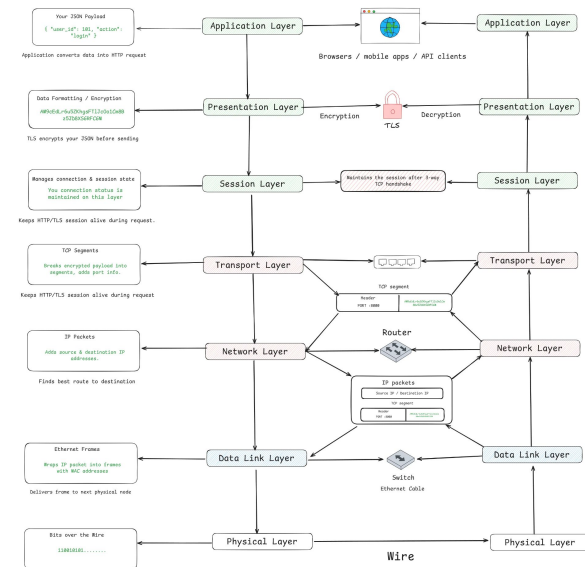 Your JSON Payload
{ "user_id": 101, "action":
"login" }
Application converts data into HTTP request
Application Layer
Browsers / mobile apps / API clients
Application Layer
Data Formatting / Encryption
TLS encrypts your JSON before sending
Presentation Layer
Encryption
TLS
Decryption
Presentation Layer
Manages connection & session state
You connection status is
maintained on this layer
Keeps HTTP/TLS session alive during request.
Session Layer
Maintains the session after 3-way
TCP handshake
Session Layer
TCP Segments
Breaks encrypted payload into
segments, adds port info.
Keeps HTTP/TLS session alive during request
Transport Layer
Transport Layer
TCP segment
Header
PORT :8080
IP Packets
Adds source & destination IP
addresses.
Finds best route to destination
Network Layer
Router
Network Layer
IP packets
Source IP / Destination IP
TCP segment
Header
PORT :8080
Ethernet Frames
Wraps IP packet into frames
with MAC addresses
Delivers frame to next physical node
Data Link Layer
Switch
Ethernet Cable
Data Link Layer
Bits over the Wire
110010101........
Physical Layer
Wire
Physical Layer